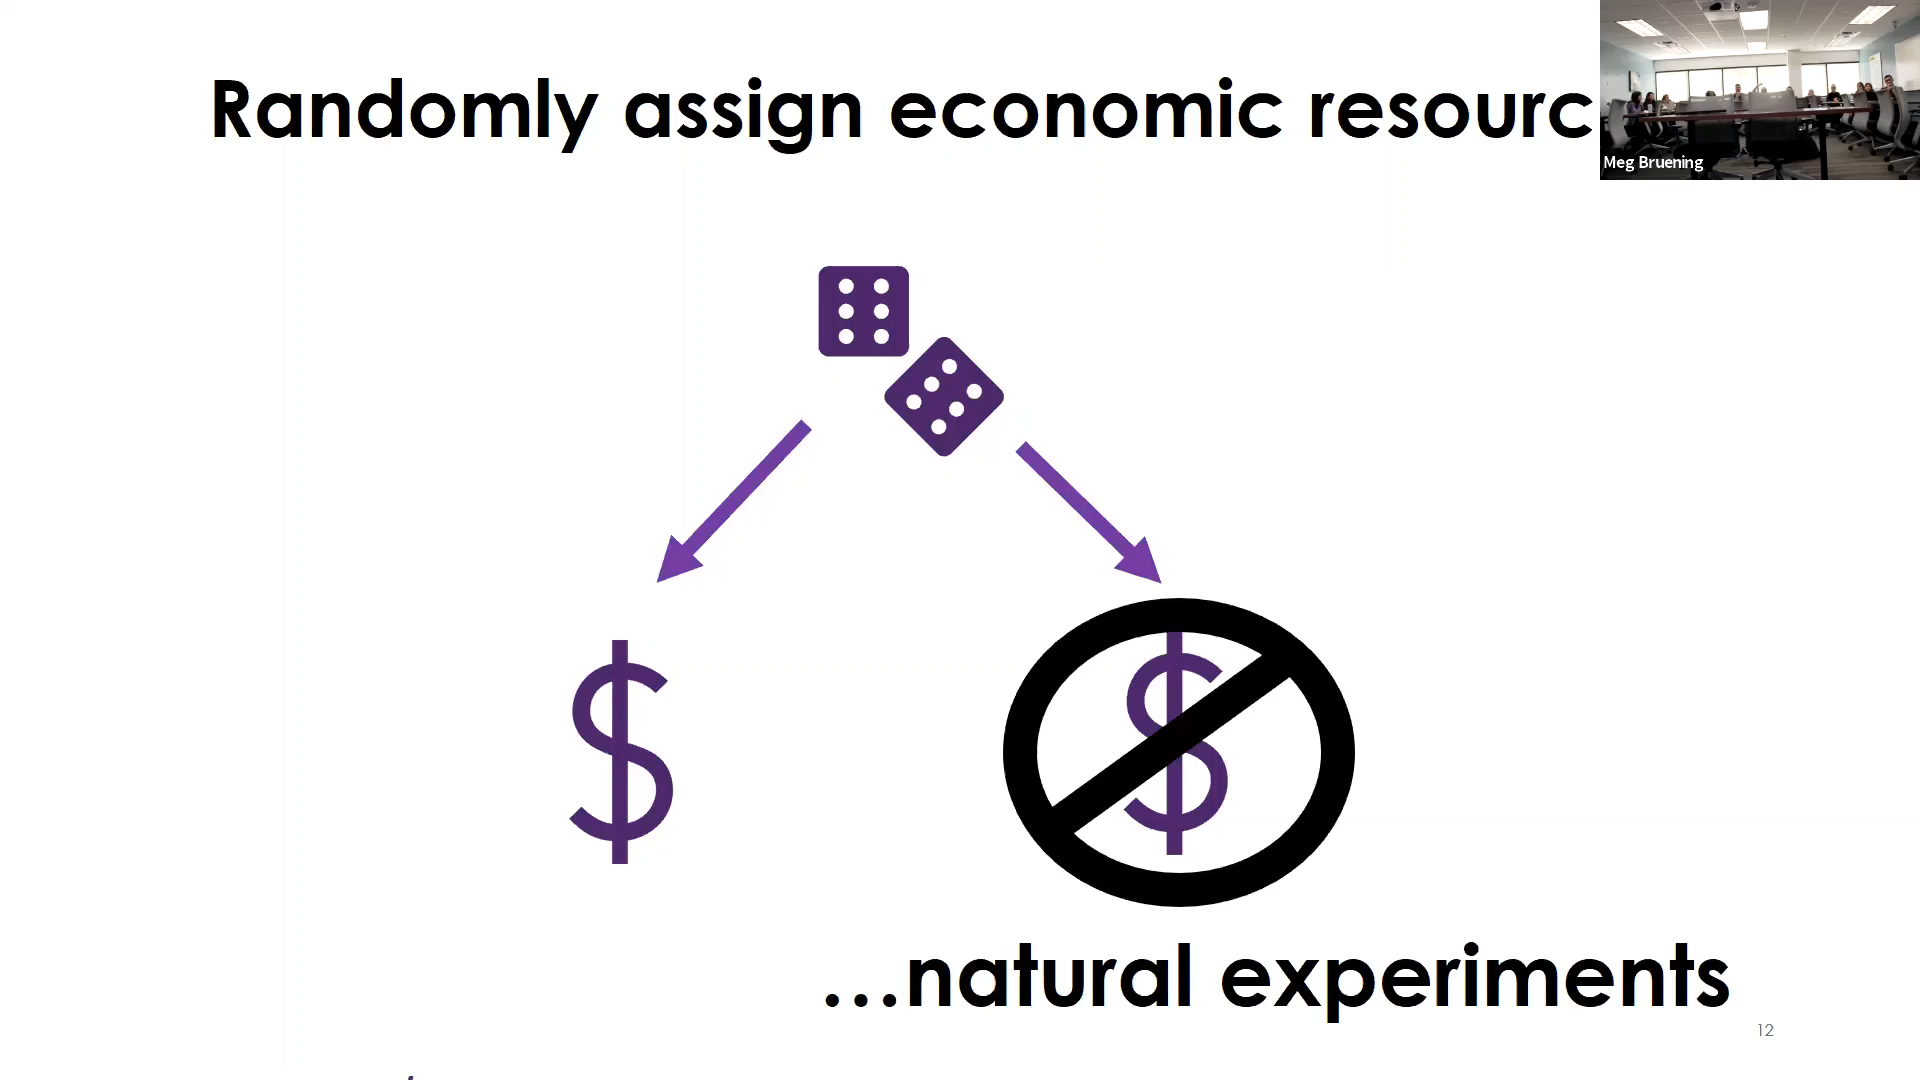 Randomly assign economic resourc
Meg Bruening
$ $
…natural experiments
12